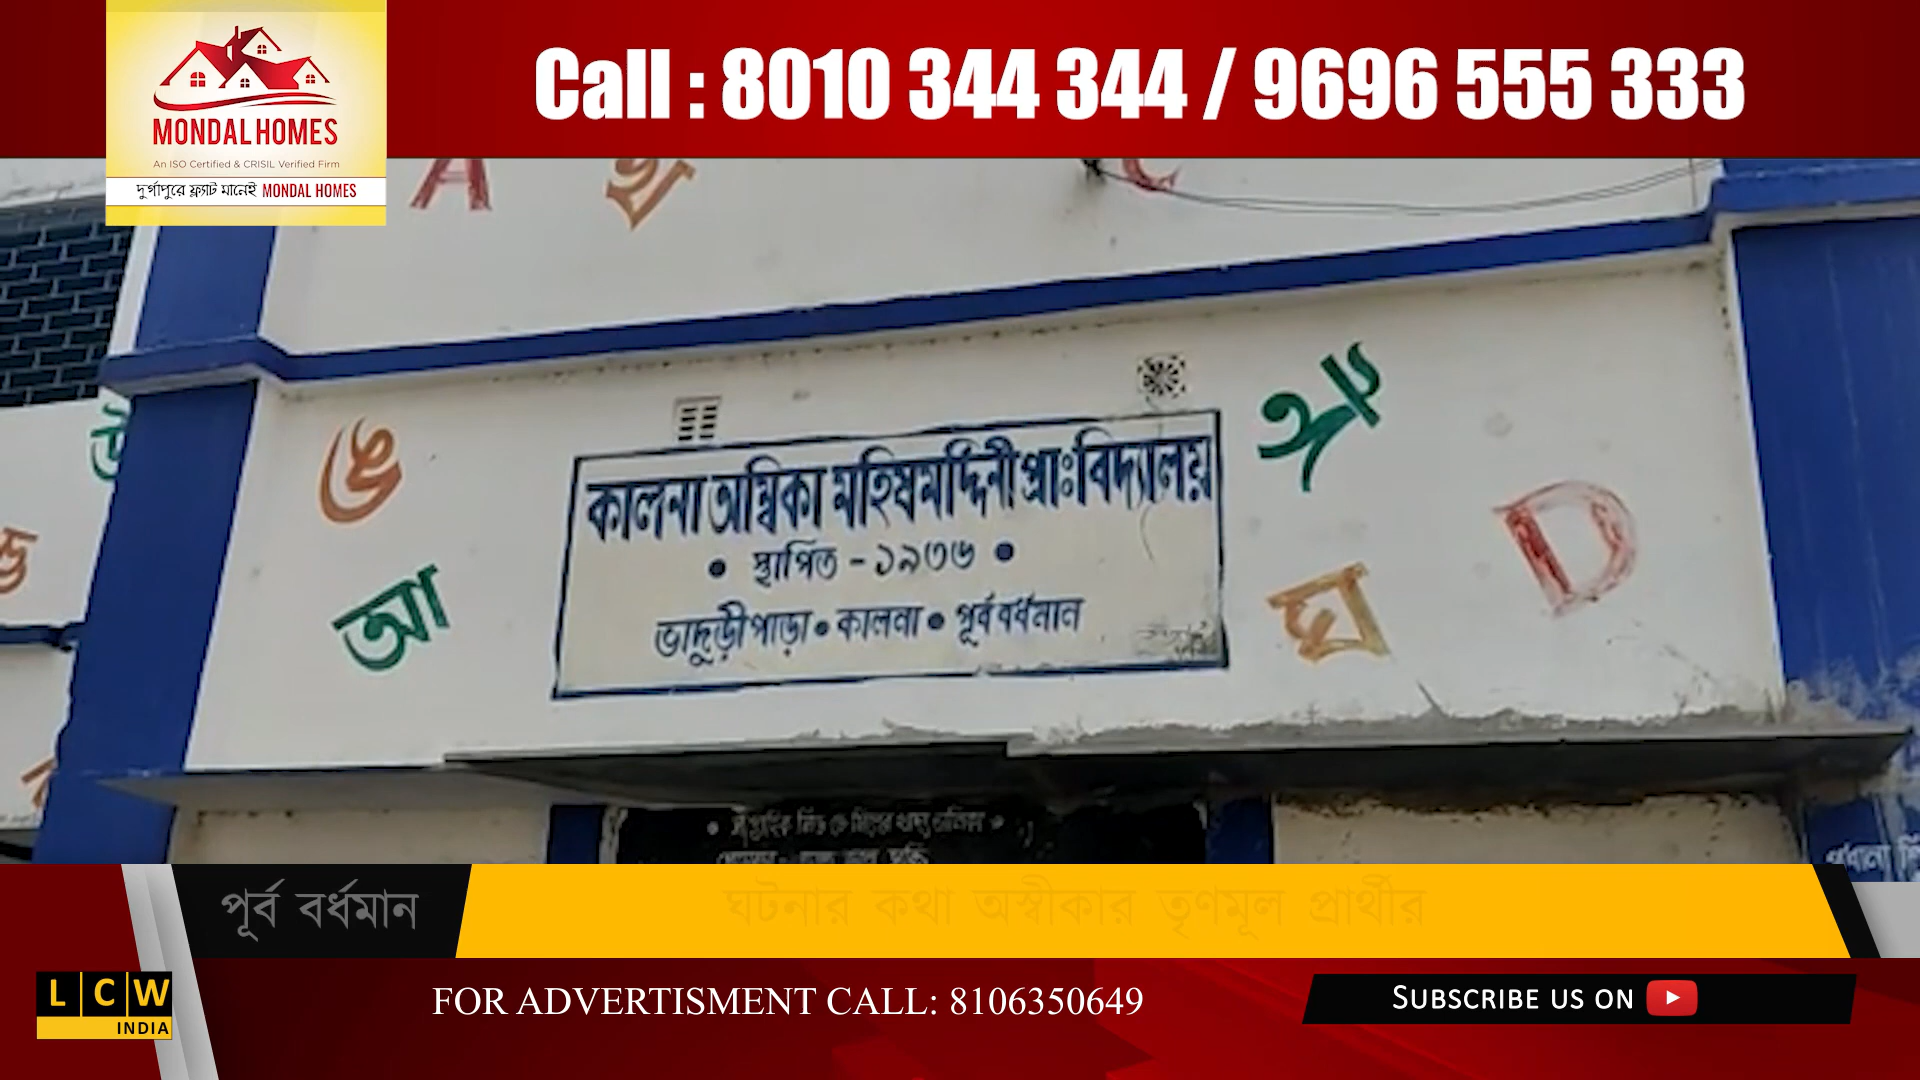 Call : 8010 344 344 / 9696 555 333
MONDAL HOMES
An ISO Certified & CRISIL Verified Firm
দুর্গাপুরে ফ্ল্যাট মানেই MONDAL HOMES
A
C
উ
ঙ
আ
D
ঘ
কালনা অম্বিকা মহিষমর্দ্দিনী প্রাঃ বিদ্যালয়
• স্থাপিত - ১৯৩৬ •
ভাদুড়ী পাড়া • কালনা • পূর্ব বর্ধমান
পূর্ব বর্ধমান
ঘটনার কথা অস্বীকার তৃণমূল প্রার্থীর
LCW
INDIA
FOR ADVERTISMENT CALL: 8106350649
SUBSCRIBE US ON